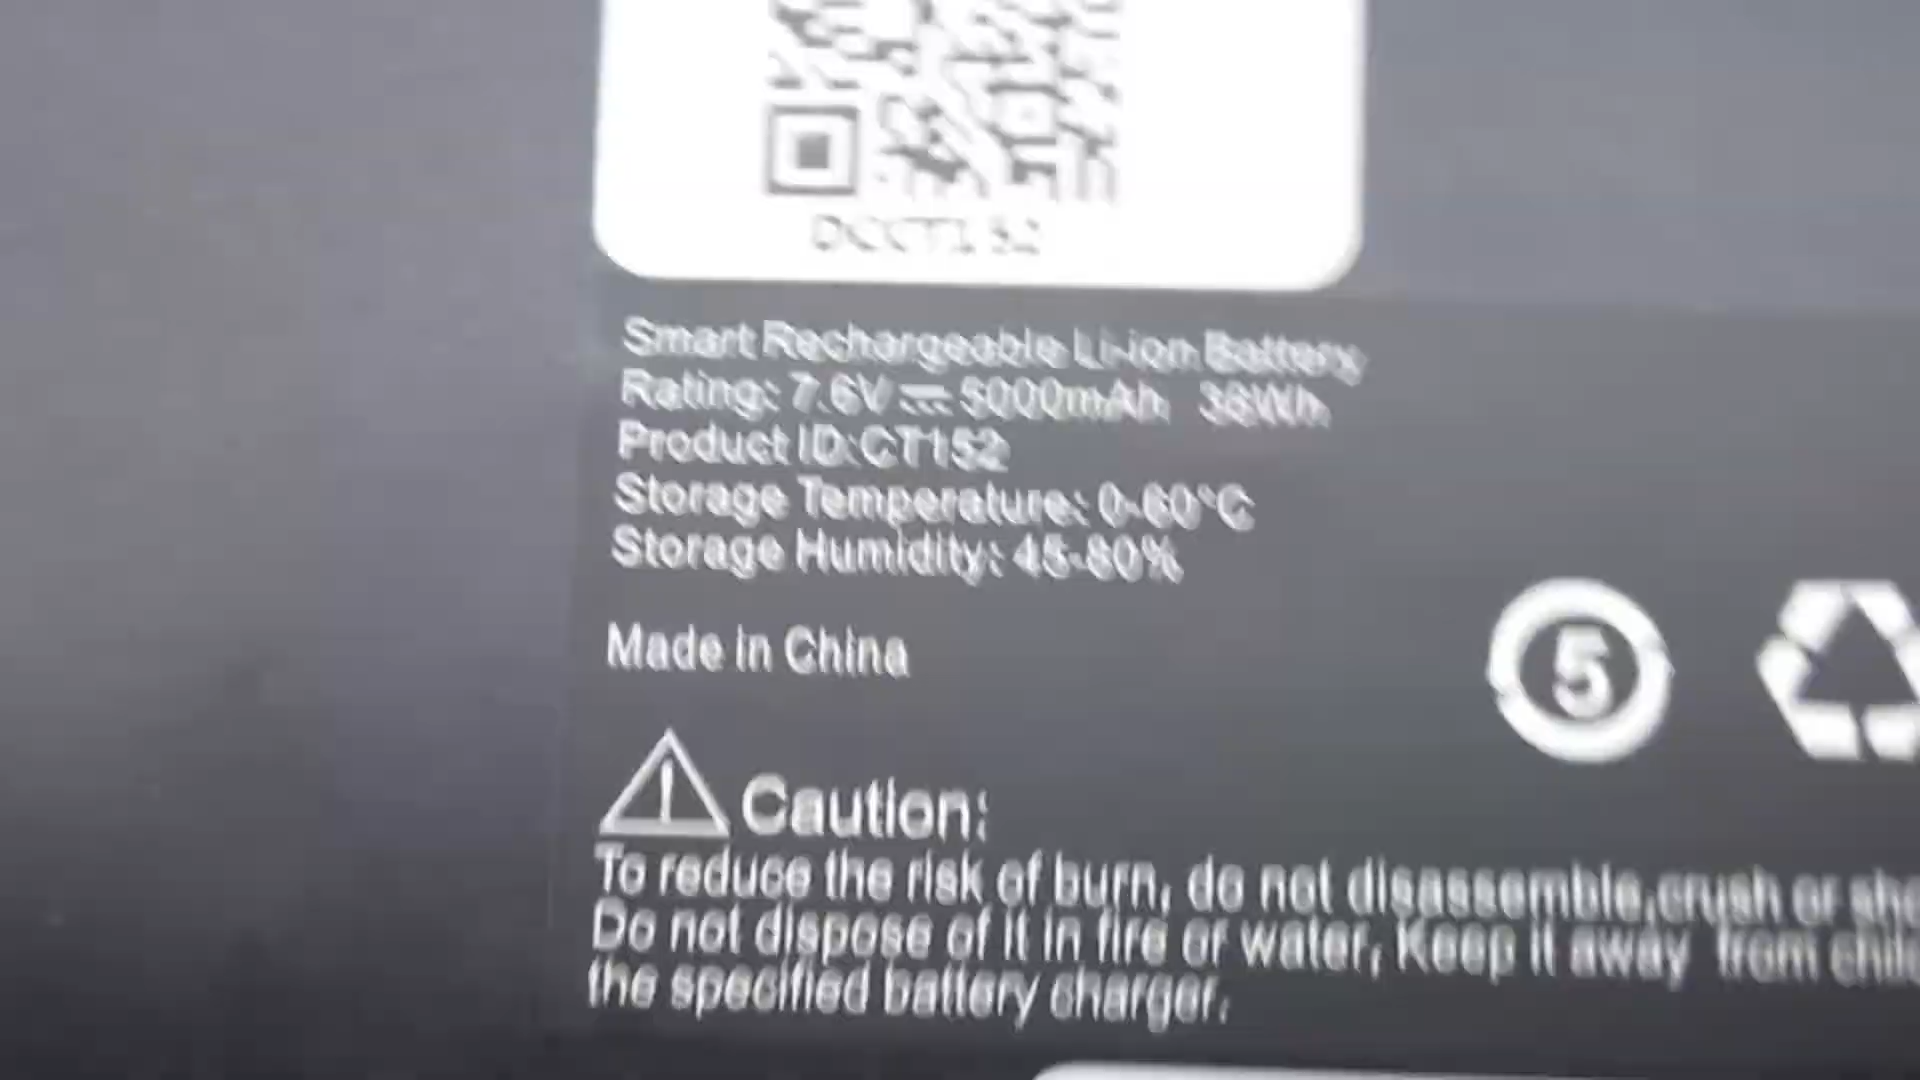 DCCT152
Smart Rechargeable Li-ion Battery
Rating: 7.6V⎓5000mAh 38Wh
Product ID:CT152
Storage Temperature: 0-60°C
Storage Humidity: 45-80%
Made in China
5
Caution:
To reduce the risk of burn, do not disassemble,crush or
Do not dispose of it in fire or water, Keep it away from
the specified battery charger.